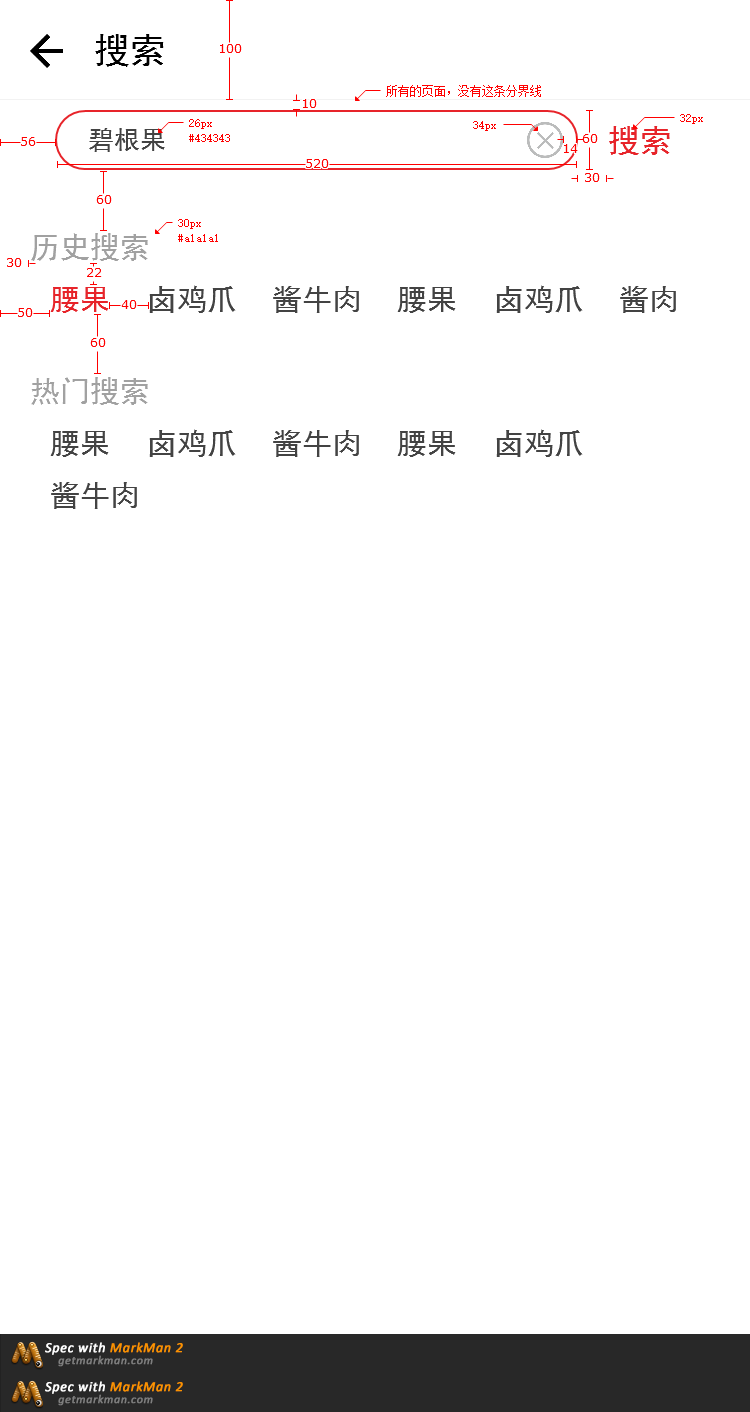 搜索
100
所有的页面，没有这条分界线
10
碧根果
26px
#434343
34px
14
60
搜索
32px
56
520
30
60
30px
#a1a1a1
历史搜索
30
22
腰果 卤鸡爪 酱牛肉 腰果 卤鸡爪 酱肉
40
50
60
热门搜索
腰果 卤鸡爪 酱牛肉 腰果 卤鸡爪
酱牛肉
Spec with MarkMan 2
getmarkman.com
Spec with MarkMan 2
getmarkman.com